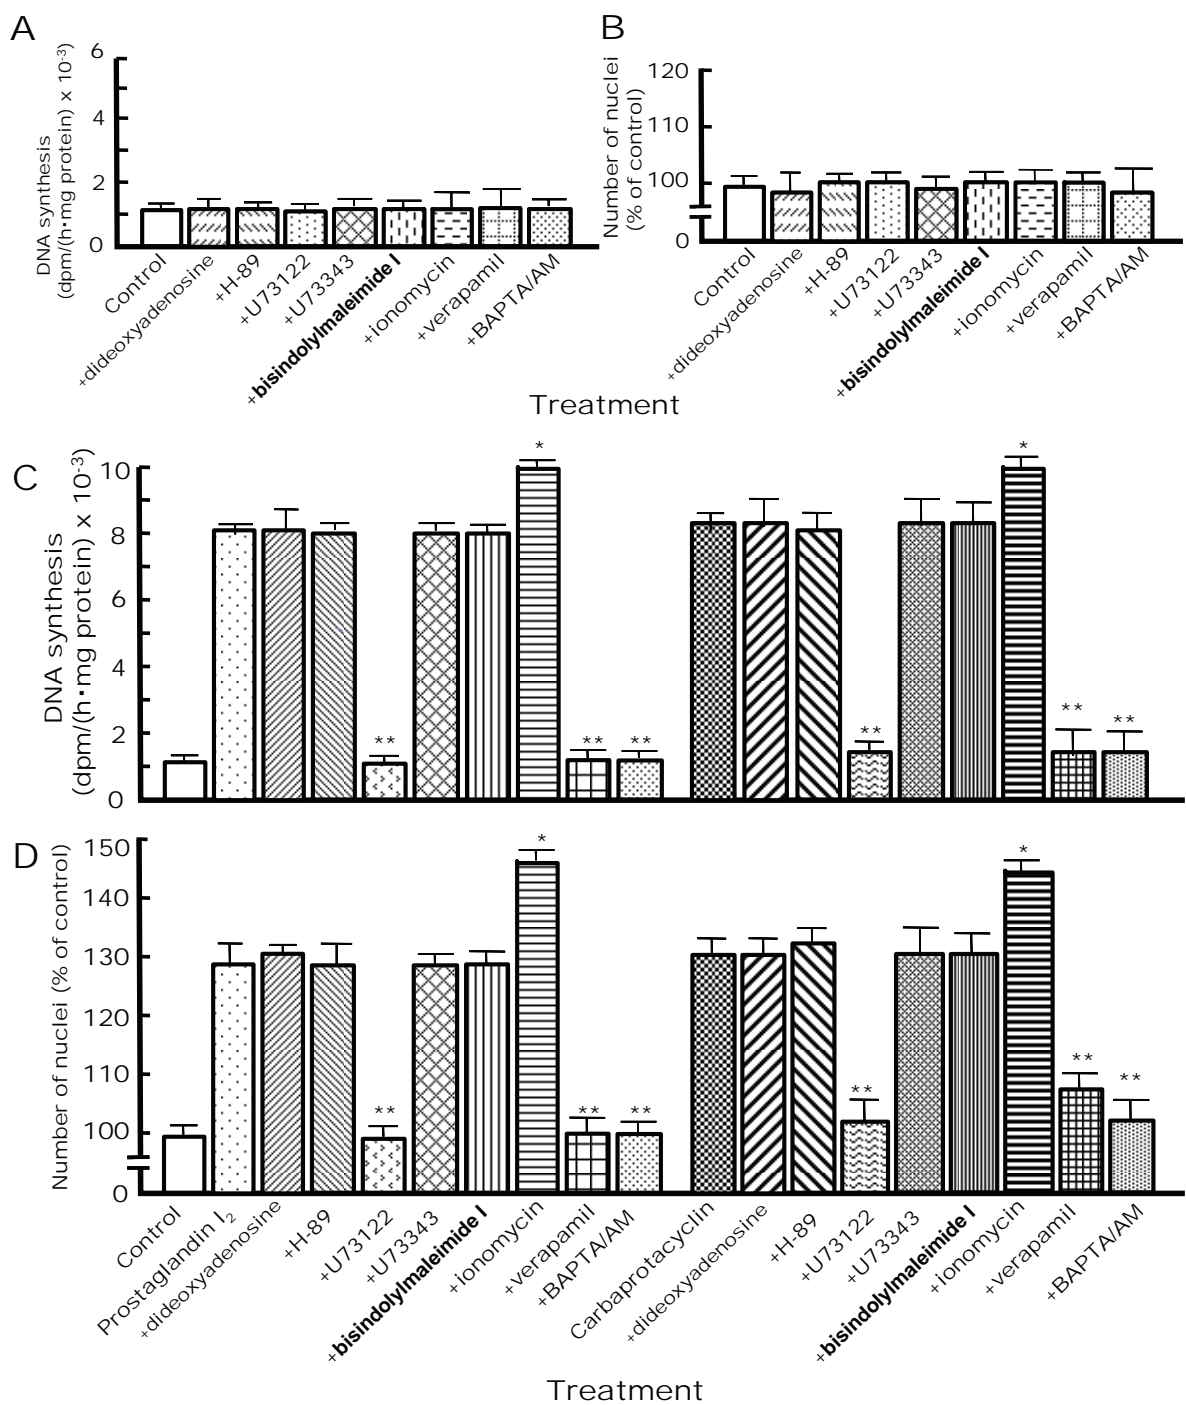 A
DNA synthesis
(dpm/(h·mg protein) x 10-3)
6
4
2
0
Control
+dideoxyadenosine
+H-89
+U73122
+U73343
+bisindolylmaleimide I
+ionomycin
+verapamil
+BAPTA/AM
B
Number of nuclei
(% of control)
120
110
100
0
Control
+dideoxyadenosine
+H-89
+U73122
+U73343
+bisindolylmaleimide I
+ionomycin
+verapamil
+BAPTA/AM
Treatment
C
DNA synthesis
(dpm/(h·mg protein) x 10-3)
10
8
6
4
2
0
**
*
**
**
**
*
**
**
D
Number of nuclei (% of control)
150
140
130
120
110
100
0
**
*
**
**
**
*
**
**
Control
Prostaglandin I2
+dideoxyadenosine
+H-89
+U73122
+U73343
+bisindolylmaleimide I
+ionomycin
+verapamil
+BAPTA/AM
Carbaprotacyclin
+dideoxyadenosine
+H-89
+U73122
+U73343
+bisindolylmaleimide I
+ionomycin
+verapamil
+BAPTA/AM
Treatment